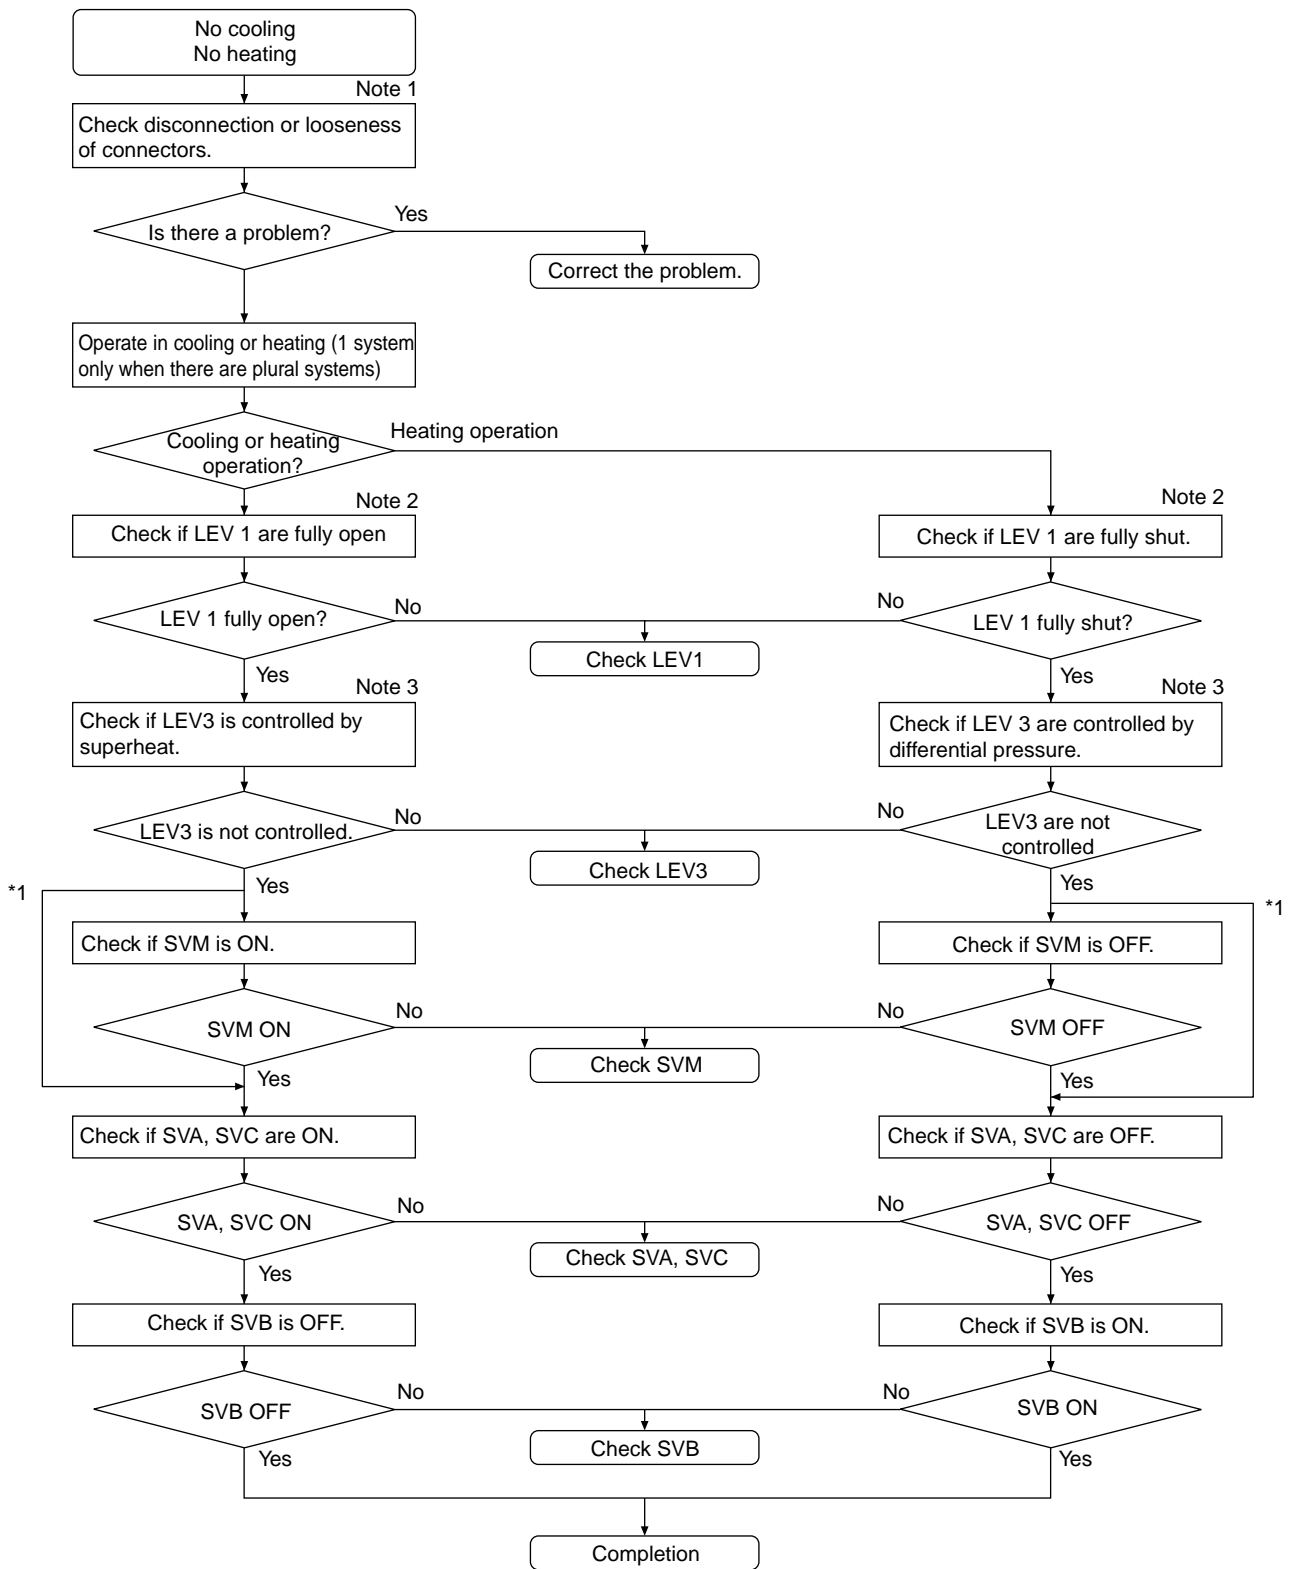 No cooling
No heating
Note 1
Check disconnection or looseness
of connectors.
Is there a problem?
Yes
Correct the problem.
Operate in cooling or heating (1 system
only when there are plural systems)
Cooling or heating
operation?
Heating operation
Note 2
Check if LEV 1 are fully open
Note 2
Check if LEV 1 are fully shut.
LEV 1 fully open?
No
No
LEV 1 fully shut?
Check LEV1
Yes
Yes
Note 3
Check if LEV3 is controlled by
superheat.
Note 3
Check if LEV 3 are controlled by
differential pressure.
LEV3 is not controlled.
No
No
LEV3 are not
controlled
Check LEV3
*1
Yes
Yes
*1
Check if SVM is ON.
Check if SVM is OFF.
SVM ON
No
No
SVM OFF
Check SVM
Yes
Yes
Check if SVA, SVC are ON.
Check if SVA, SVC are OFF.
SVA, SVC ON
No
No
SVA, SVC OFF
Check SVA, SVC
Yes
Yes
Check if SVB is OFF.
Check if SVB is ON.
SVB OFF
No
No
SVB ON
Check SVB
Yes
Yes
Completion